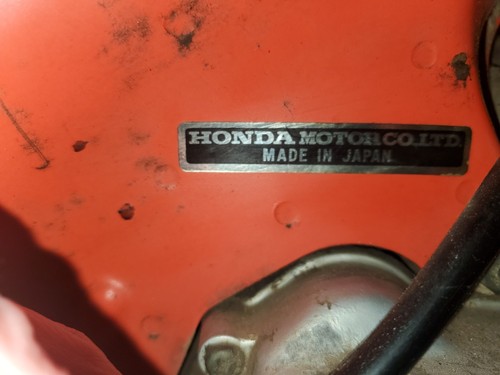 HONDA MOTOR CO. LTD.
MADE IN JAPAN